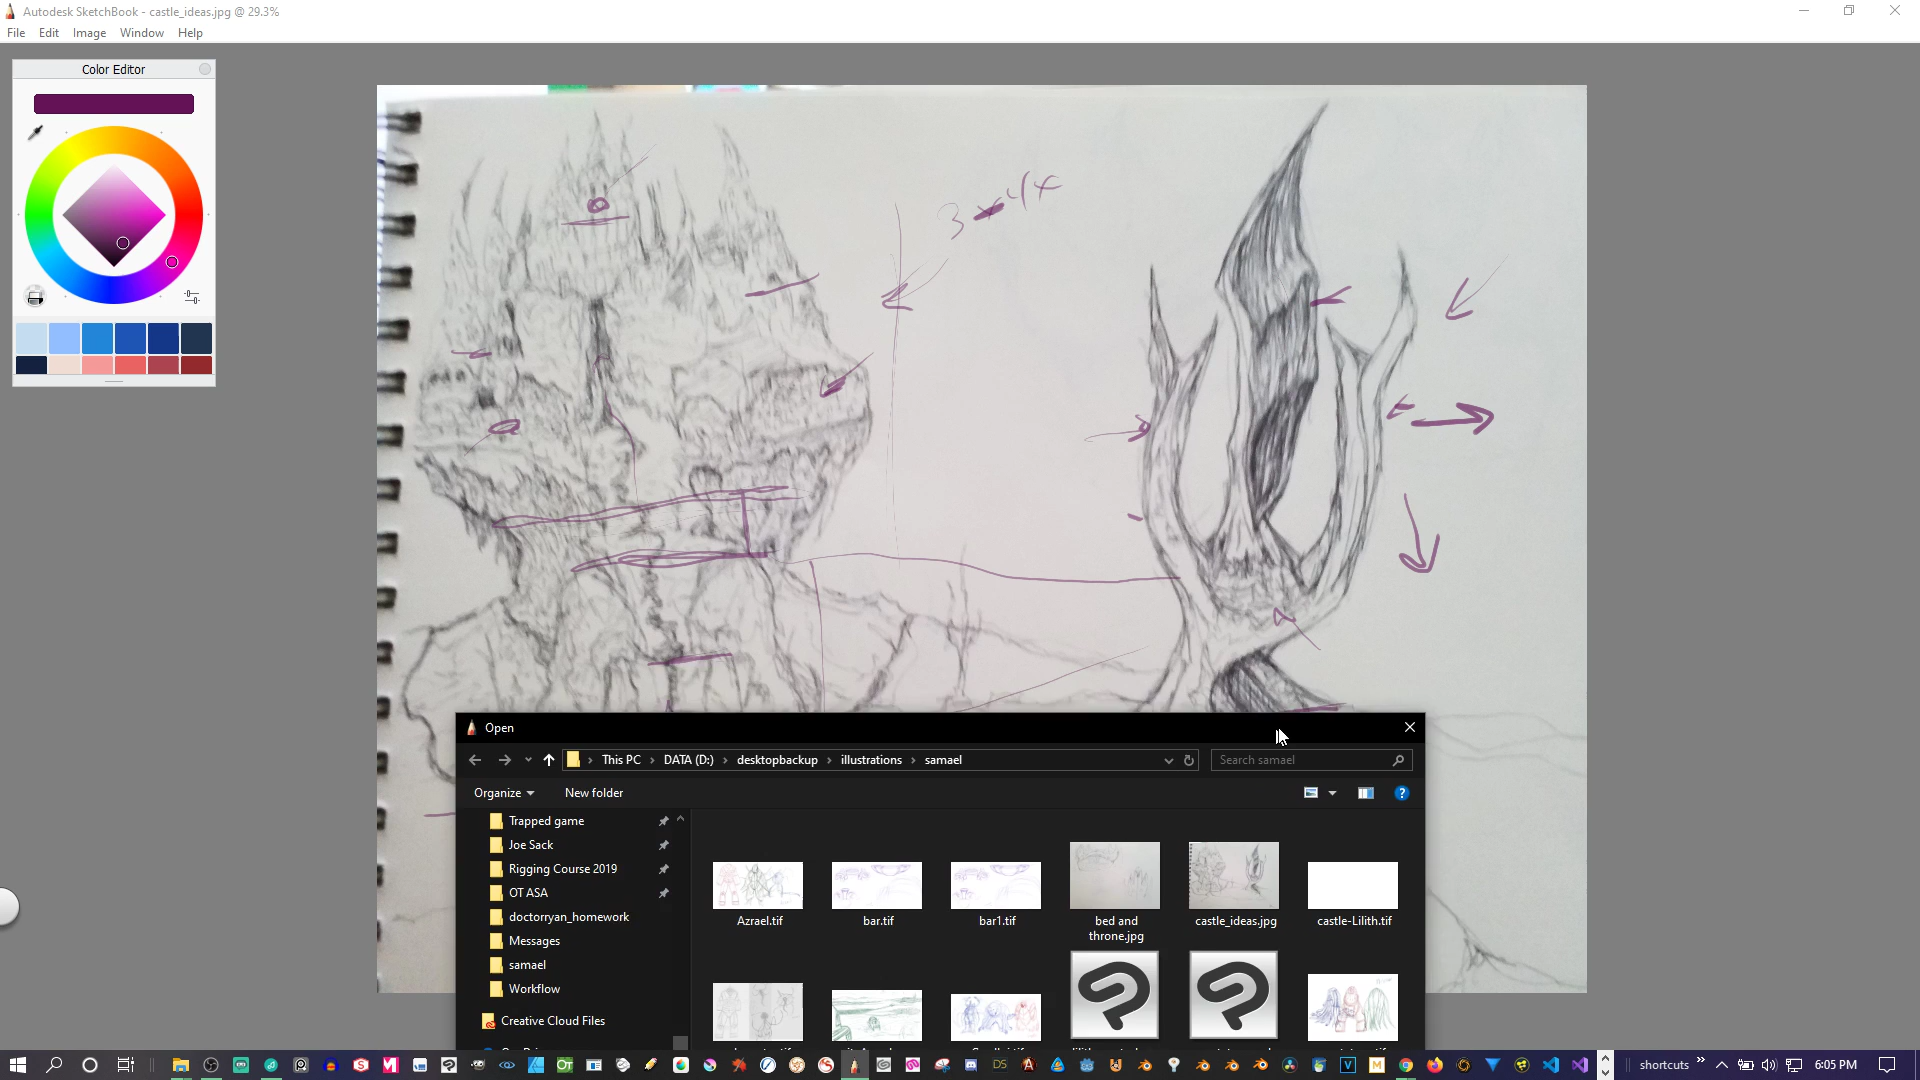 Autodesk SketchBook - castle_ideas.jpg @ 29.3%
File Edit Image Window Help
Color Editor
3 4x
Open
This PC > DATA (D:) > desktopbackup > illustrations > samael
Search samael
Organize New folder
Trapped game
Joe Sack
Rigging Course 2019
OT ASA
doctorryan_homework
Messages
samael
Workflow
Creative Cloud Files
Azrael.tif
bar.tif
bar1.tif
bed and
throne.jpg
castle_ideas.jpg
castle-Lilith.tif
shortcuts
6:05 PM